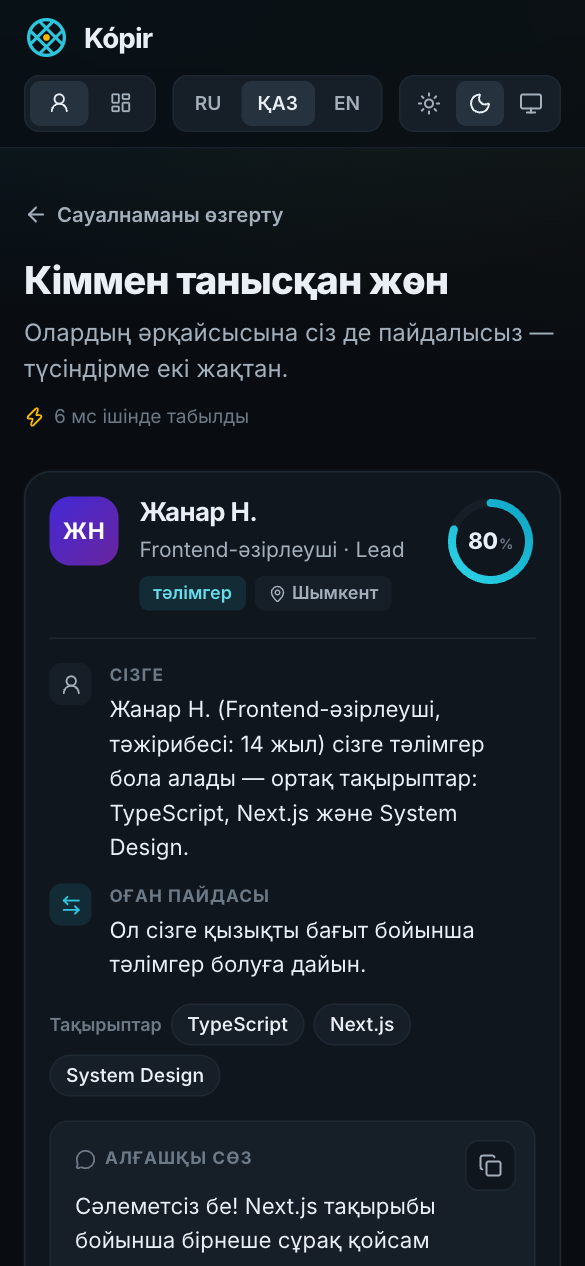 Kópir
RU ҚАЗ EN
Сауалнаманы өзгерту
Кіммен танысқан жөн
Олардың әрқайсысына сіз де пайдалысыз —
түсіндірме екі жақтан.
6 мс ішінде табылды
ЖН
Жанар Н.
Frontend-әзірлеуші · Lead
80%
тәлімгер
Шымкент
СІЗГЕ
Жанар Н. (Frontend-әзірлеуші,
тәжірибесі: 14 жыл) сізге тәлімгер
бола алады — ортақ тақырыптар:
TypeScript, Next.js және System
Design.
ОҒАН ПАЙДАСЫ
Ол сізге қызықты бағыт бойынша
тәлімгер болуға дайын.
Тақырыптар TypeScript Next.js
System Design
АЛҒАШҚЫ СӨЗ
Сәлеметсіз бе! Next.js тақырыбы
бойынша бірнеше сұрақ қойсам